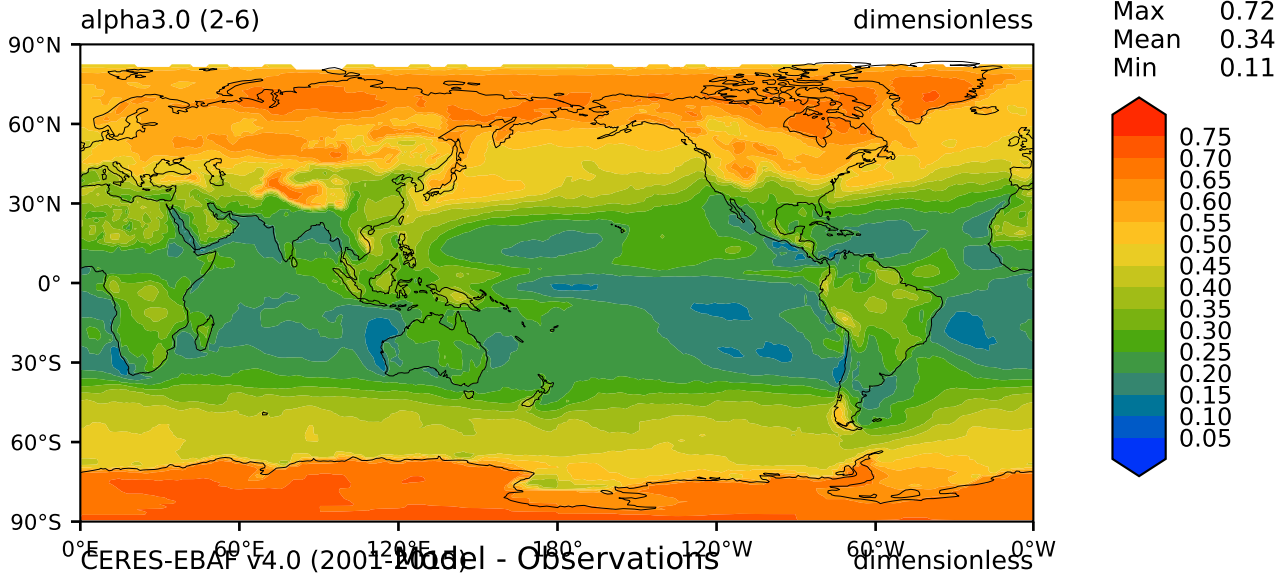 alpha3.0 (2-6) dimensionless
Max 0.72
Mean 0.34
Min 0.11
90°N
60°N
30°N
0°
30°S
60°S
90°S
0°E 60°E 120°E 180° 120°W 60°W 0°W
0.75
0.70
0.65
0.60
0.55
0.50
0.45
0.40
0.35
0.30
0.25
0.20
0.15
0.10
0.05
CERES-EBAF v4.0 (2001-2015) Model - Observations dimensionless